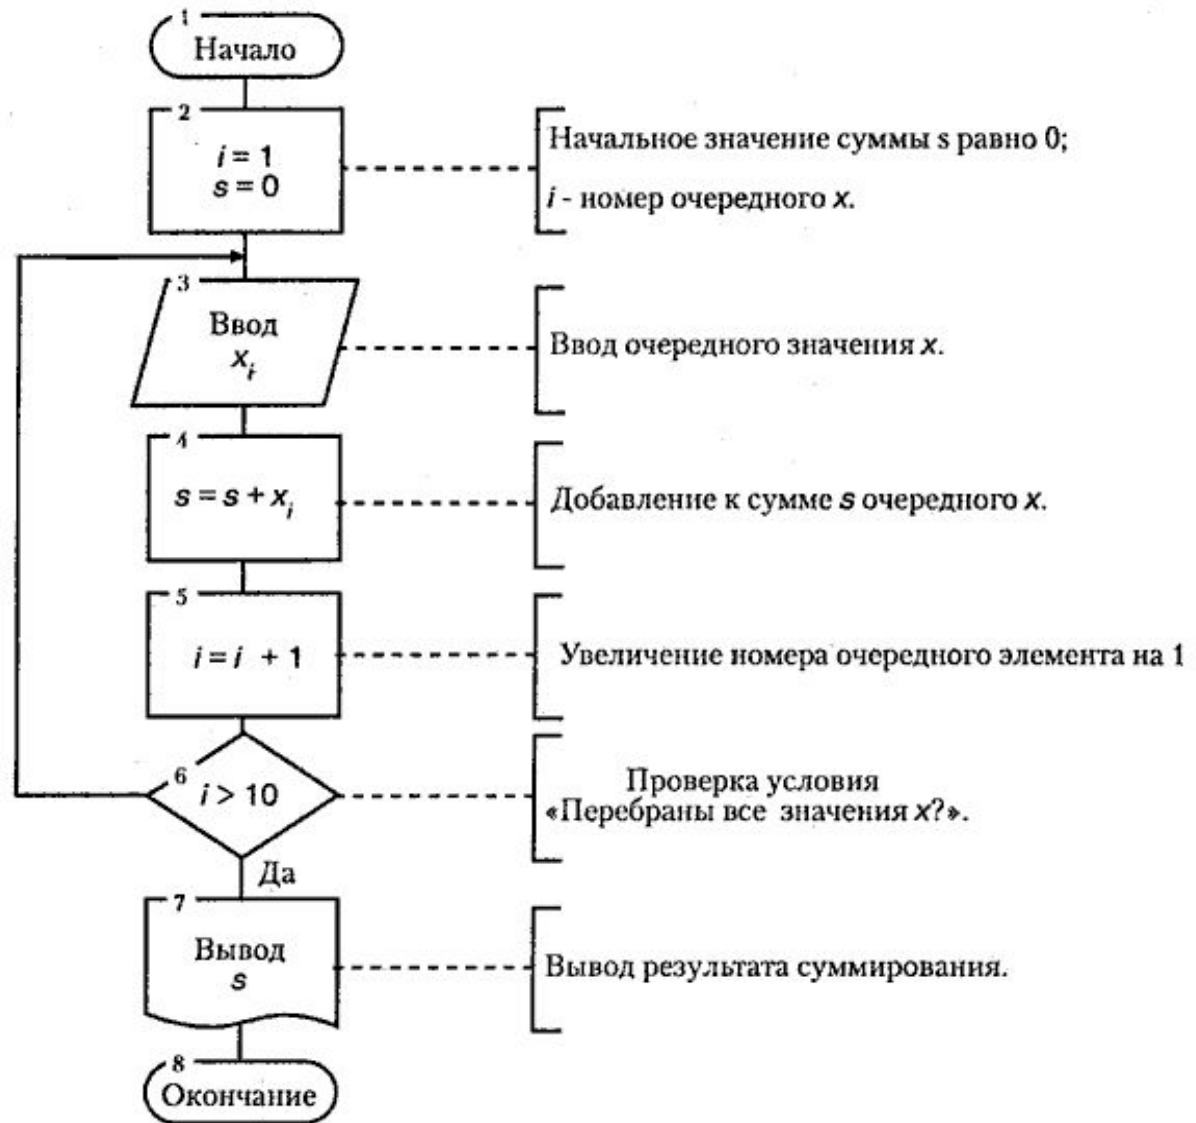 1
Начало
2
i = 1
s = 0
Начальное значение суммы s равно 0;
i - номер очередного x.
3
Ввод
xi
Ввод очередного значения x.
4
s = s + xi
Добавление к сумме s очередного x.
5
i = i + 1
Увеличение номера очередного элемента на 1
6
i > 10
Проверка условия
«Перебраны все значения x?».
Да
7
Вывод
s
Вывод результата суммирования.
8
Окончание